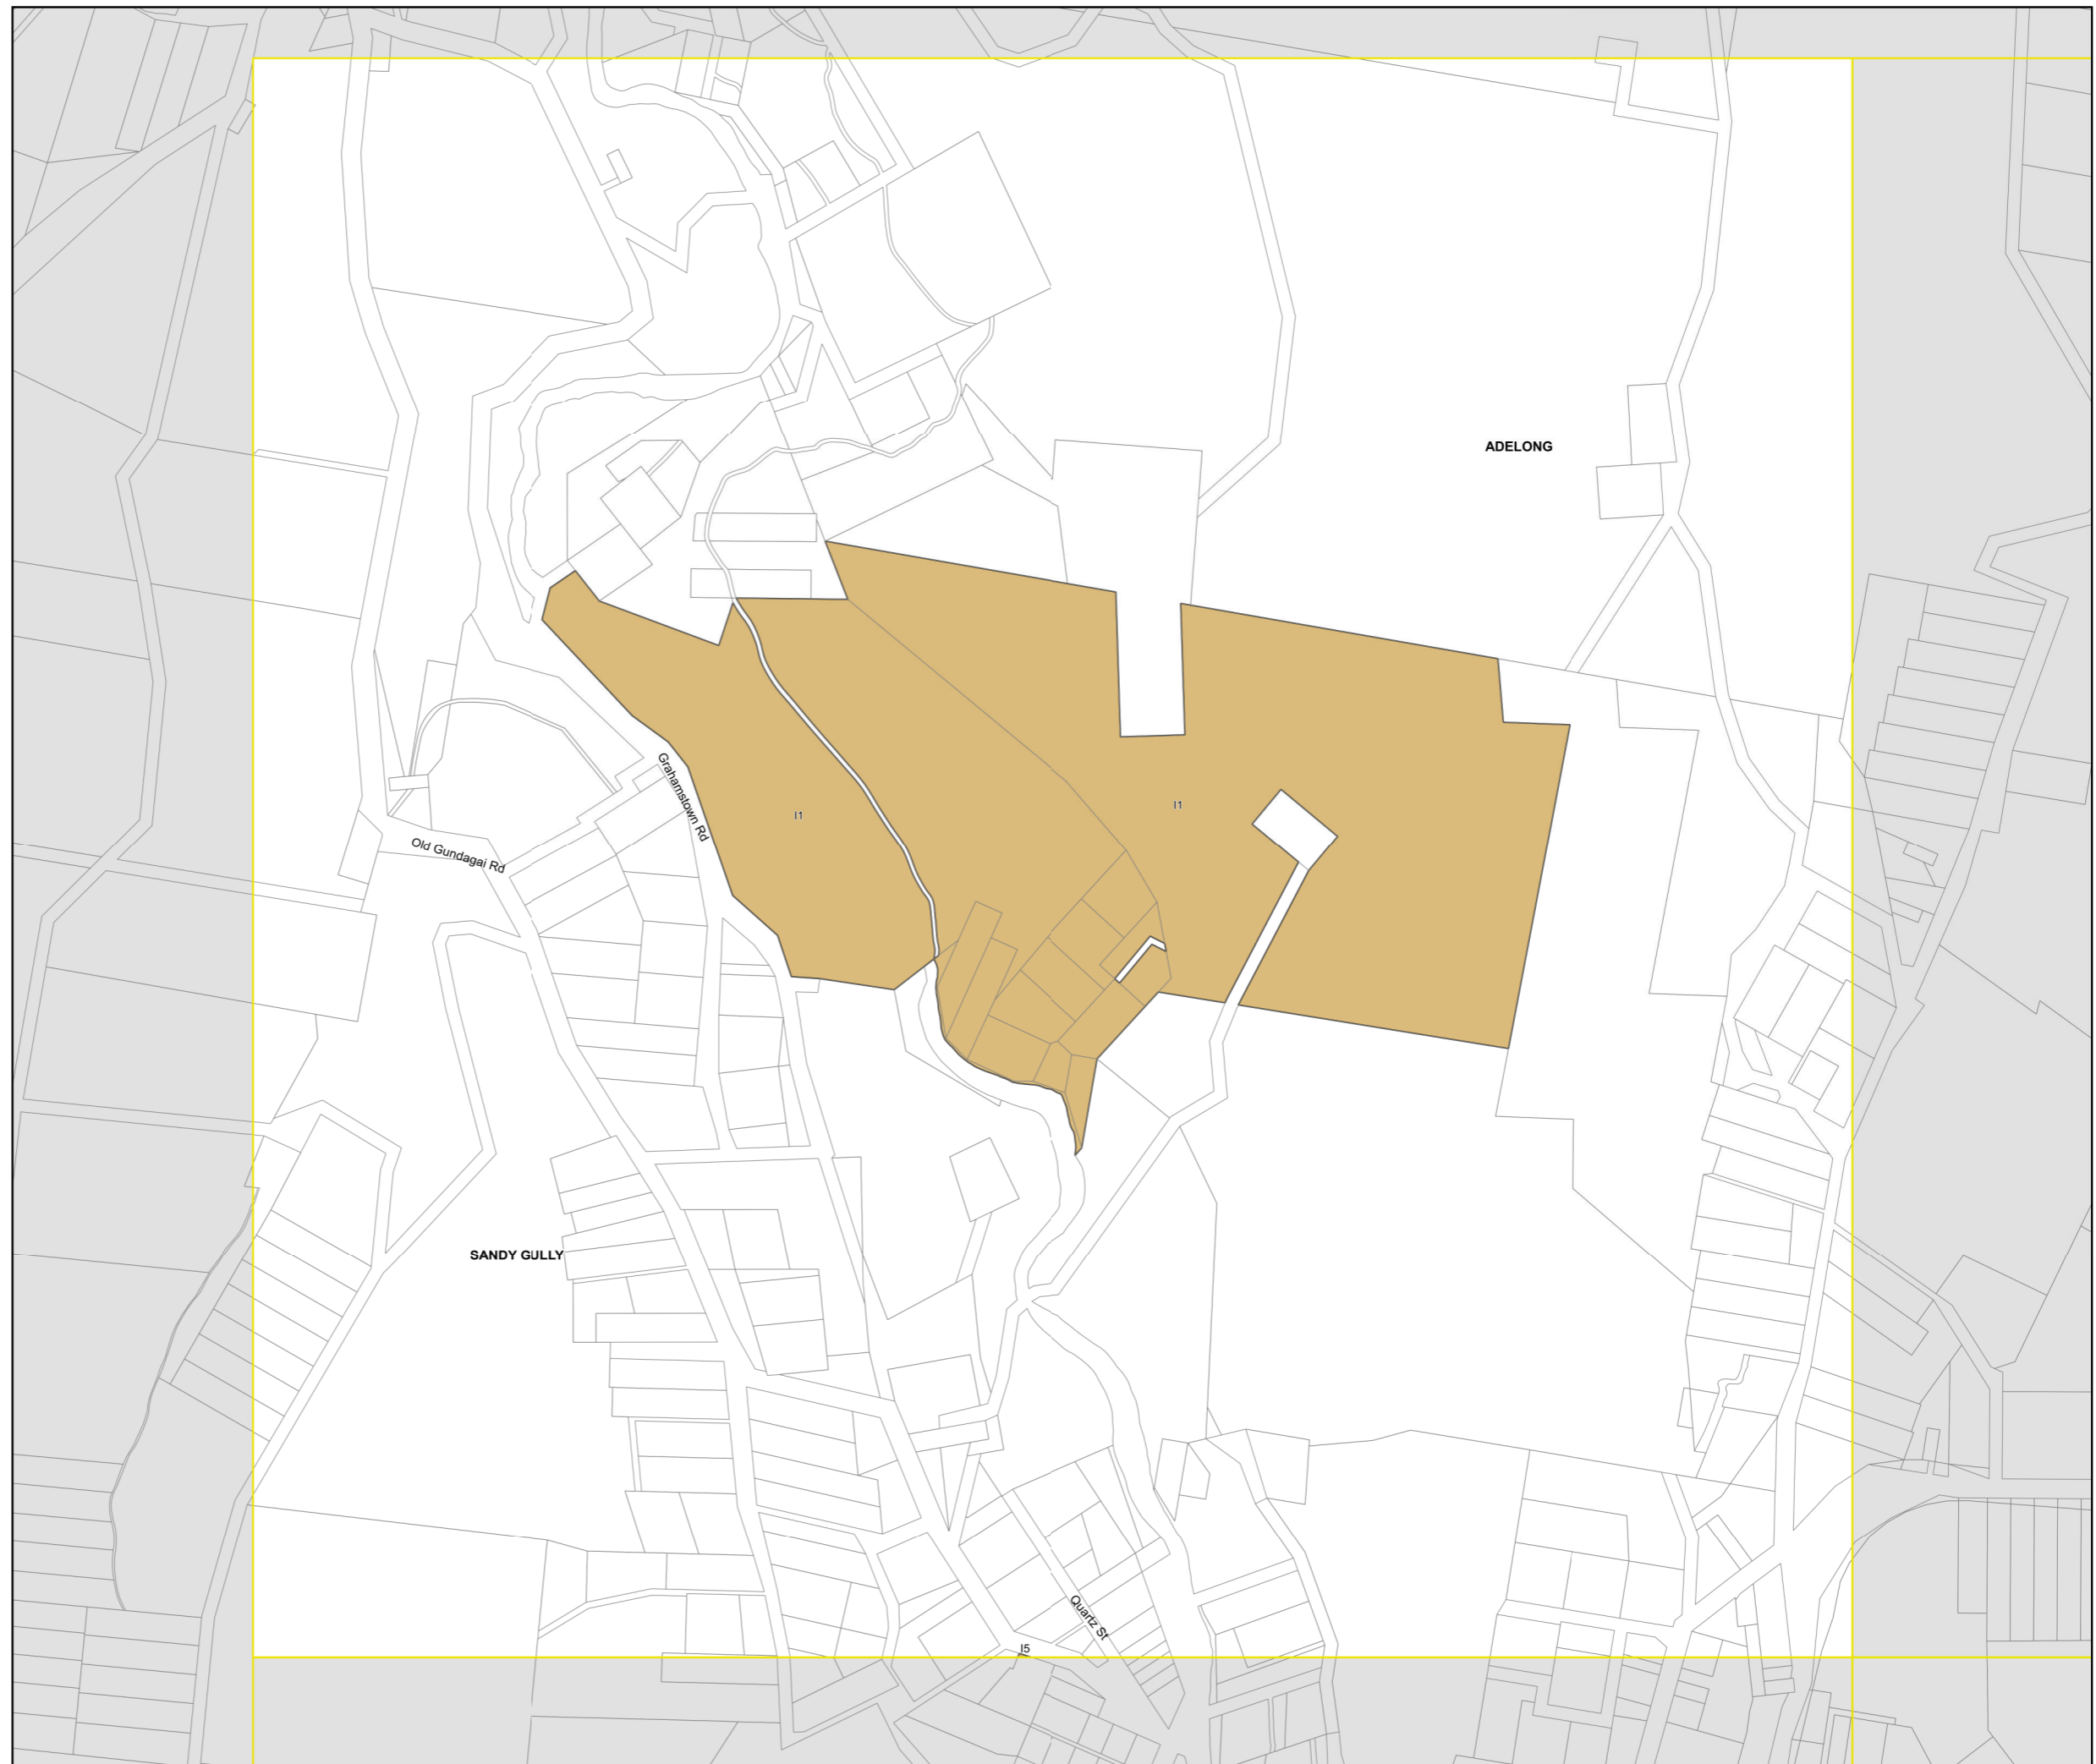 ADELONG
I1
I1
Grahamstown Rd
Old Gundagai Rd
SANDY GULLY
Quartz St
I5